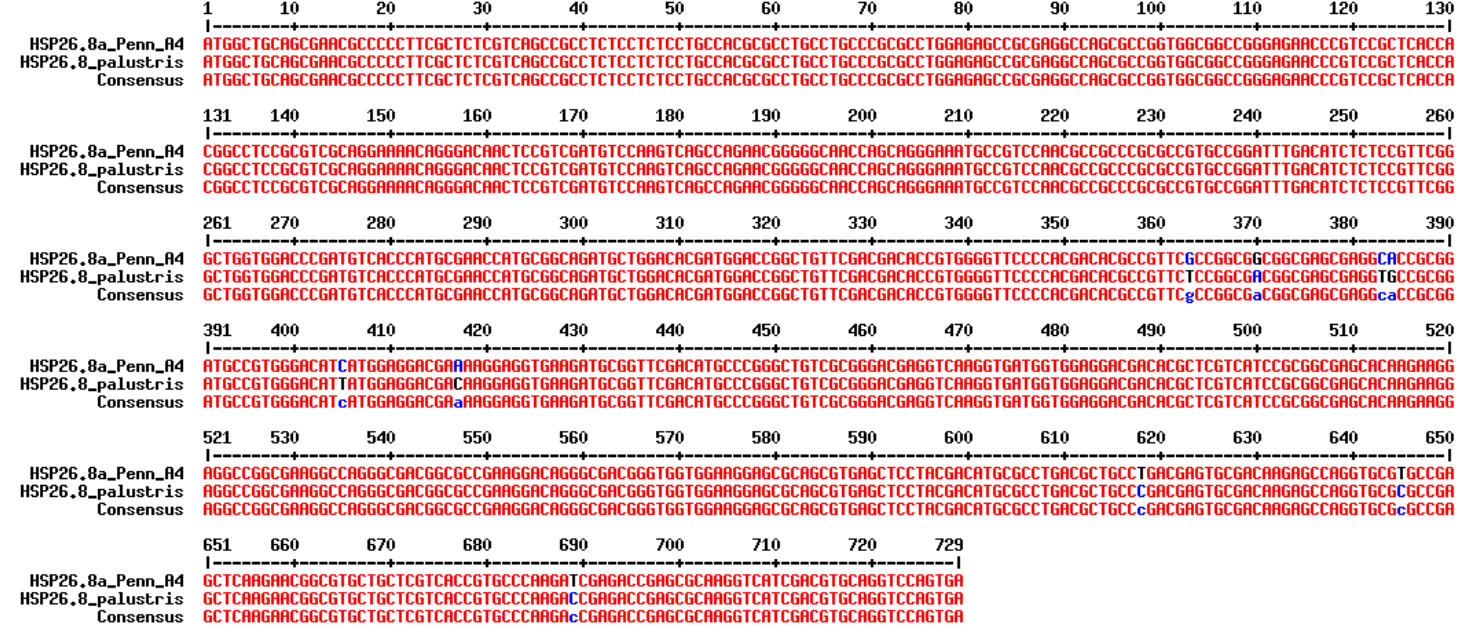 1 10 20 30 40 50 60 70 80 90 100 110 120 130
|--------+---------+---------+---------+---------+---------+---------+---------+---------+---------+---------+---------+---------|
HSP26.8a_Penn_A4 ATGGCTGCAGCGAACGCCCCCTTCGCTCTCGTCAGCCGCCTCTCCTCTCCTGCCACGCGCCTGCCTGCCCGCGCCTGGAGAGCCGCGAGGCCAGCGCCGGTGGCGGCCGGGAGAACCCGTCCGCTCACCA
HSP26.8_palustris ATGGCTGCAGCGAACGCCCCCTTCGCTCTCGTCAGCCGCCTCTCCTCTCCTGCCACGCGCCTGCCTGCCCGCGCCTGGAGAGCCGCGAGGCCAGCGCCGGTGGCGGCCGGGAGAACCCGTCCGCTCACCA
Consensus ATGGCTGCAGCGAACGCCCCCTTCGCTCTCGTCAGCCGCCTCTCCTCTCCTGCCACGCGCCTGCCTGCCCGCGCCTGGAGAGCCGCGAGGCCAGCGCCGGTGGCGGCCGGGAGAACCCGTCCGCTCACCA
131 140 150 160 170 180 190 200 210 220 230 240 250 260
|--------+---------+---------+---------+---------+---------+---------+---------+---------+---------+---------+---------+---------|
HSP26.8a_Penn_A4 CGGCCTCCGCGTCGCAGGAAAACAGGGACAACTCCGTCGATGTCCAAGTCAGCCAGAACGGGGGCAACCAGCAGGGAAATGCCGTCCAACGCCGCCCGCGCCGTGCCGGATTTGACATCTCTCCGTTCGG
HSP26.8_palustris CGGCCTCCGCGTCGCAGGAAAACAGGGACAACTCCGTCGATGTCCAAGTCAGCCAGAACGGGGGCAACCAGCAGGGAAATGCCGTCCAACGCCGCCCGCGCCGTGCCGGATTTGACATCTCTCCGTTCGG
Consensus CGGCCTCCGCGTCGCAGGAAAACAGGGACAACTCCGTCGATGTCCAAGTCAGCCAGAACGGGGGCAACCAGCAGGGAAATGCCGTCCAACGCCGCCCGCGCCGTGCCGGATTTGACATCTCTCCGTTCGG
261 270 280 290 300 310 320 330 340 350 360 370 380 390
|--------+---------+---------+---------+---------+---------+---------+---------+---------+---------+---------+---------+---------|
HSP26.8a_Penn_A4 GCTGGTGGACCCGATGTCACCCATGCGAACCATGCGGCAGATGCTGGACACGATGGACCGGCTGTTCGACGACACCGTGGGGTTCCCCACGACACGCCGTTCGCCGGCGGCGGCGAGCGAGGCACCGCGG
HSP26.8_palustris GCTGGTGGACCCGATGTCACCCATGCGAACCATGCGGCAGATGCTGGACACGATGGACCGGCTGTTCGACGACACCGTGGGGTTCCCCACGACACGCCGTTCTCCGGCGACGGCGAGCGAGGTGCCGCGG
Consensus GCTGGTGGACCCGATGTCACCCATGCGAACCATGCGGCAGATGCTGGACACGATGGACCGGCTGTTCGACGACACCGTGGGGTTCCCCACGACACGCCGTTCgCCGGCGaCGGCGAGCGAGGcaCCGCGG
391 400 410 420 430 440 450 460 470 480 490 500 510 520
|--------+---------+---------+---------+---------+---------+---------+---------+---------+---------+---------+---------+---------|
HSP26.8a_Penn_A4 ATGCCGTGGGACATCATGGAGGACGAAAAGGAGGTGAAGATGCGGTTCGACATGCCCGGGCTGTCGCGGGACGAGGTCAAGGTGATGGTGGAGGACGACACGCTCGTCATCCGCGGCGAGCACAAGAAGG
HSP26.8_palustris ATGCCGTGGGACATTATGGAGGACGACAAGGAGGTGAAGATGCGGTTCGACATGCCCGGGCTGTCGCGGGACGAGGTCAAGGTGATGGTGGAGGACGACACGCTCGTCATCCGCGGCGAGCACAAGAAGG
Consensus ATGCCGTGGGACATcATGGAGGACGAaAAGGAGGTGAAGATGCGGTTCGACATGCCCGGGCTGTCGCGGGACGAGGTCAAGGTGATGGTGGAGGACGACACGCTCGTCATCCGCGGCGAGCACAAGAAGG
521 530 540 550 560 570 580 590 600 610 620 630 640 650
|--------+---------+---------+---------+---------+---------+---------+---------+---------+---------+---------+---------+---------|
HSP26.8a_Penn_A4 AGGCCGGCGAAGGCCAGGGCGACGGCGCCGAAGGACAGGGCGACGGGTGGTGGAAGGAGCGCAGCGTGAGCTCCTACGACATGCGCCTGACGCTGCCTGACGAGTGCGACAAGAGCCAGGTGCGTGCCGA
HSP26.8_palustris AGGCCGGCGAAGGCCAGGGCGACGGCGCCGAAGGACAGGGCGACGGGTGGTGGAAGGAGCGCAGCGTGAGCTCCTACGACATGCGCCTGACGCTGCCCGACGAGTGCGACAAGAGCCAGGTGCGCGCCGA
Consensus AGGCCGGCGAAGGCCAGGGCGACGGCGCCGAAGGACAGGGCGACGGGTGGTGGAAGGAGCGCAGCGTGAGCTCCTACGACATGCGCCTGACGCTGCCcGACGAGTGCGACAAGAGCCAGGTGCGcGCCGA
651 660 670 680 690 700 710 720 729
|--------+---------+---------+---------+---------+---------+---------+--------|
HSP26.8a_Penn_A4 GCTCAAGAACGGCGTGCTGCTCGTCACCGTGCCCAAGATCGAGACCGAGCGCAAGGTCATCGACGTGCAGGTCCAGTGA
HSP26.8_palustris GCTCAAGAACGGCGTGCTGCTCGTCACCGTGCCCAAGACCGAGACCGAGCGCAAGGTCATCGACGTGCAGGTCCAGTGA
Consensus GCTCAAGAACGGCGTGCTGCTCGTCACCGTGCCCAAGAcCGAGACCGAGCGCAAGGTCATCGACGTGCAGGTCCAGTGA